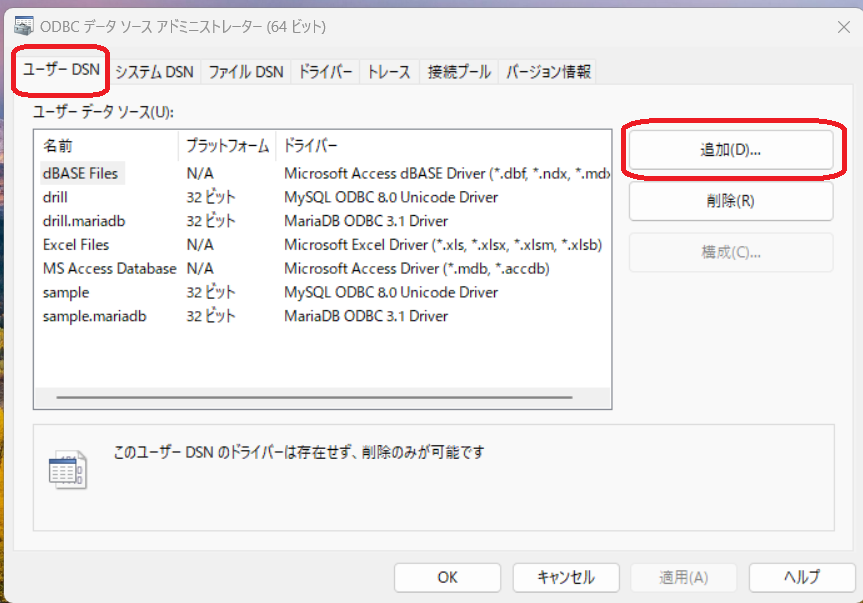 ODBC データ ソース アドミニストレーター (64 ビット)
ユーザー DSN システム DSN ファイル DSN ドライバー トレース 接続プール バージョン情報
ユーザー データ ソース(U):
名前 プラットフォーム ドライバー
dBASE Files N/A Microsoft Access dBASE Driver (*.dbf, *.ndx, *.mdx
drill 32 ビット MySQL ODBC 8.0 Unicode Driver
drill.mariadb 32 ビット MariaDB ODBC 3.1 Driver
Excel Files N/A Microsoft Excel Driver (*.xls, *.xlsx, *.xlsm, *.xlsb)
MS Access Database N/A Microsoft Access Driver (*.mdb, *.accdb)
sample 32 ビット MySQL ODBC 8.0 Unicode Driver
sample.mariadb 32 ビット MariaDB ODBC 3.1 Driver
追加(D)...
削除(R)
構成(C)...
このユーザー DSN のドライバーは存在せず、削除のみが可能です
OK キャンセル 適用(A) ヘルプ